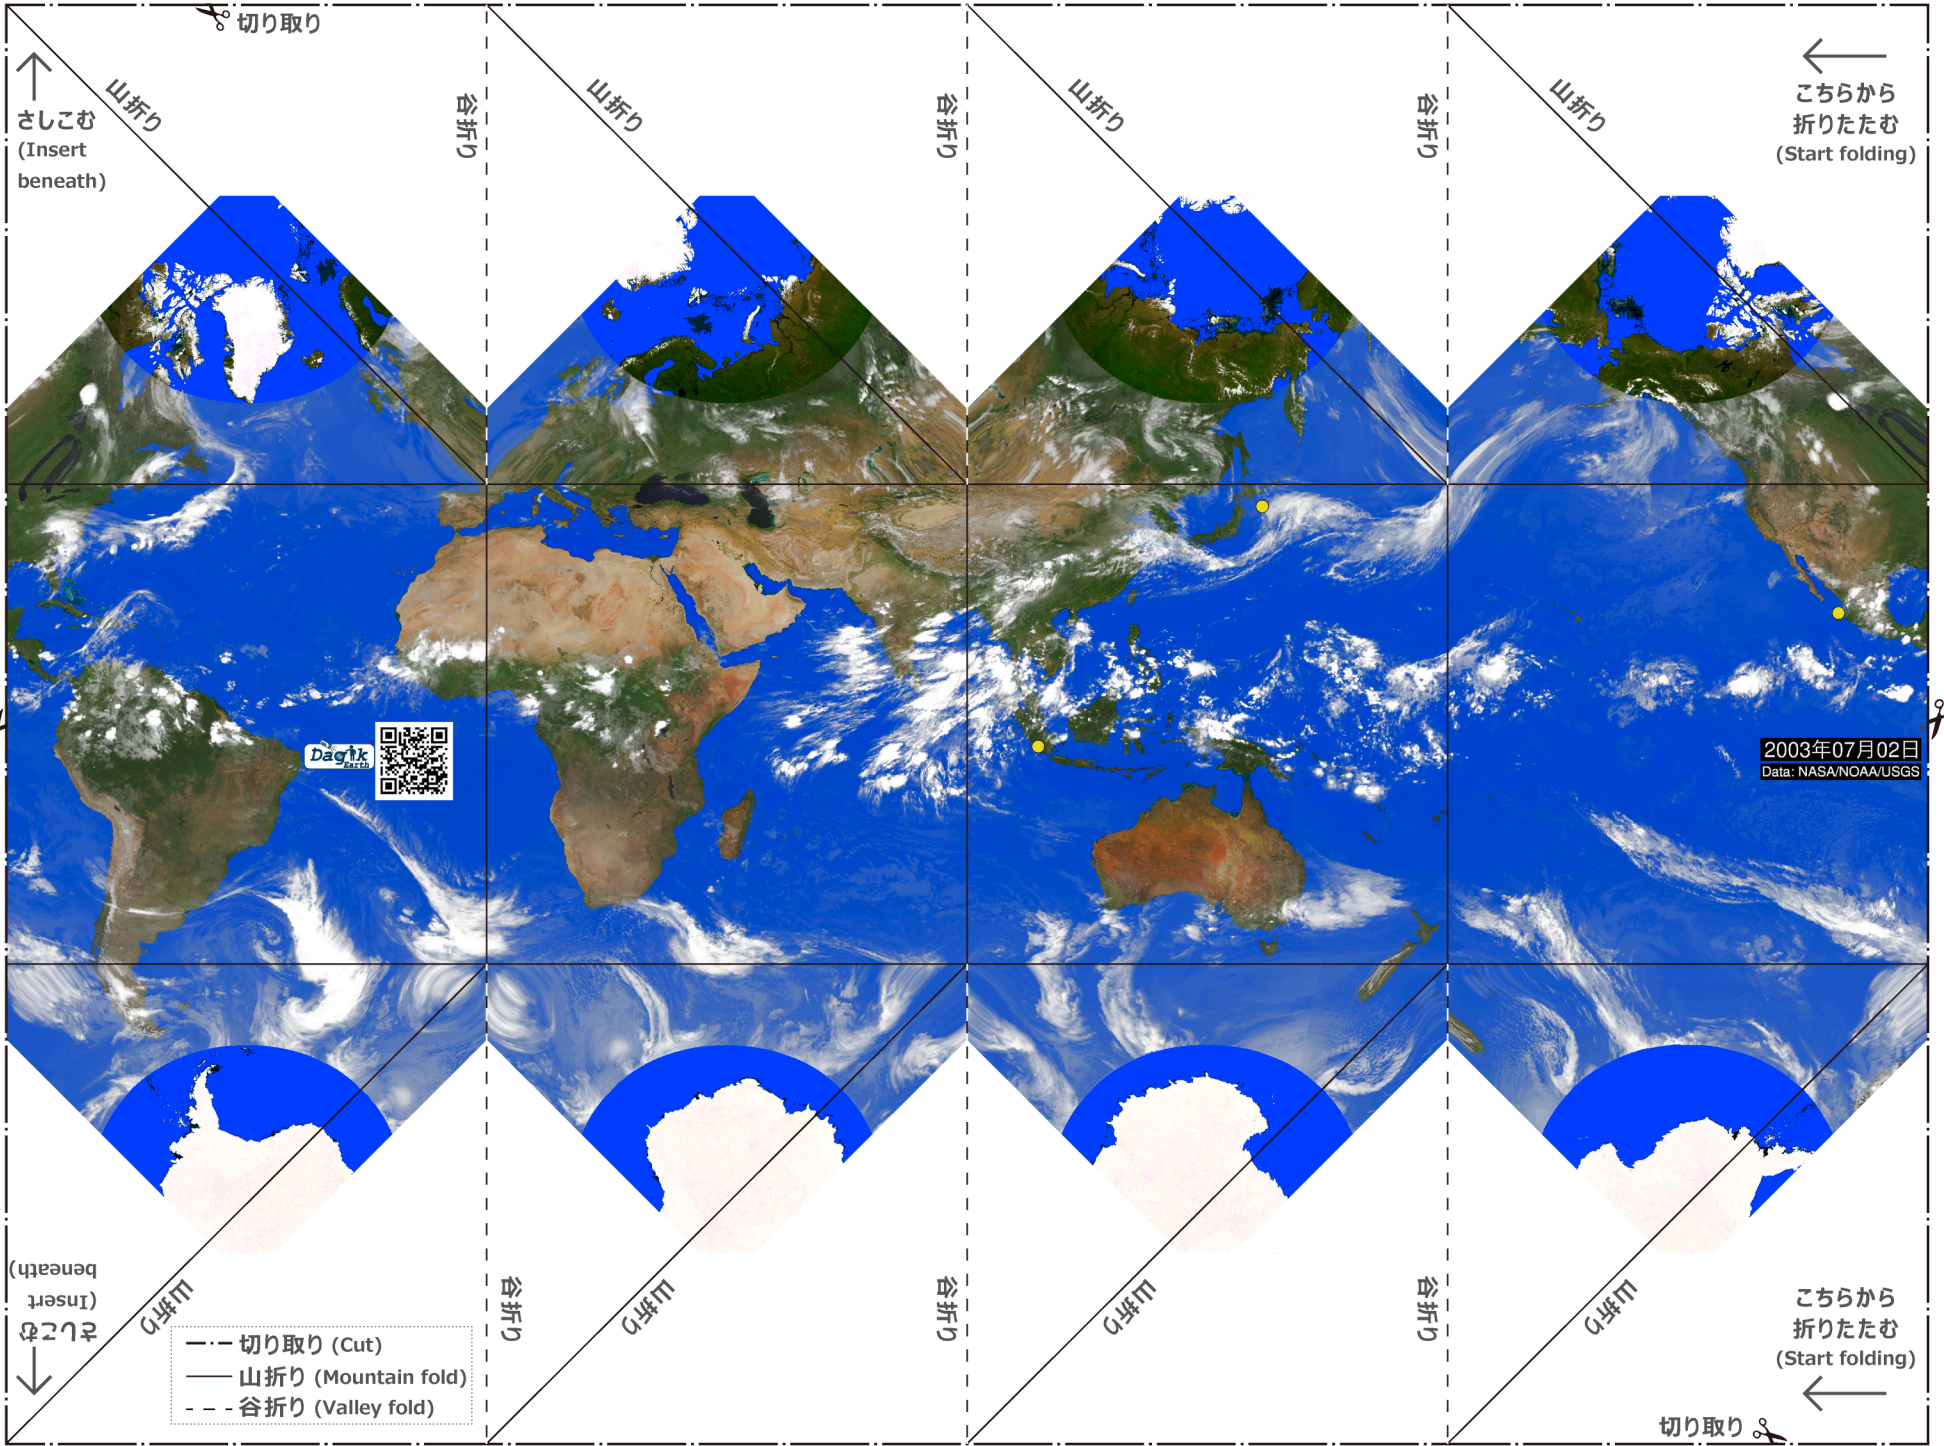 切り取り
山折り
谷折り
山折り
谷折り
山折り
谷折り
山折り
さしこむ
(Insert
beneath)
こちらから
折りたたむ
(Start folding)
Dagik
Earth
2003年07月02日
Data: NASA/NOAA/USGS
さしこむ
(Insert
beneath)
山折り
谷折り
山折り
谷折り
山折り
谷折り
山折り
こちらから
折りたたむ
(Start folding)
切り取り (Cut)
山折り (Mountain fold)
谷折り (Valley fold)
切り取り